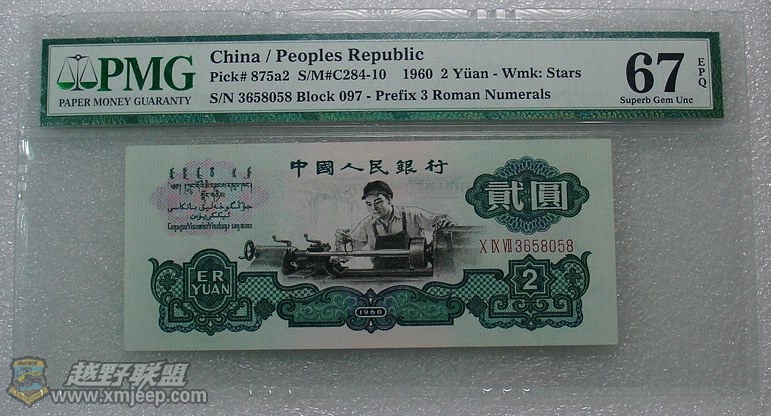 PMG
PAPER MONEY GUARANTY
China / Peoples Republic
Pick# 875a2 S/M#C284-10 1960 2 Yüan - Wmk: Stars
S/N 3658058 Block 097 - Prefix 3 Roman Numerals
67
EPQ
Superb Gem Unc
中國人民銀行
貳圓
X IX VII 3658058
ER
YUAN
2
1960
越野联盟
www.xmjeep.com